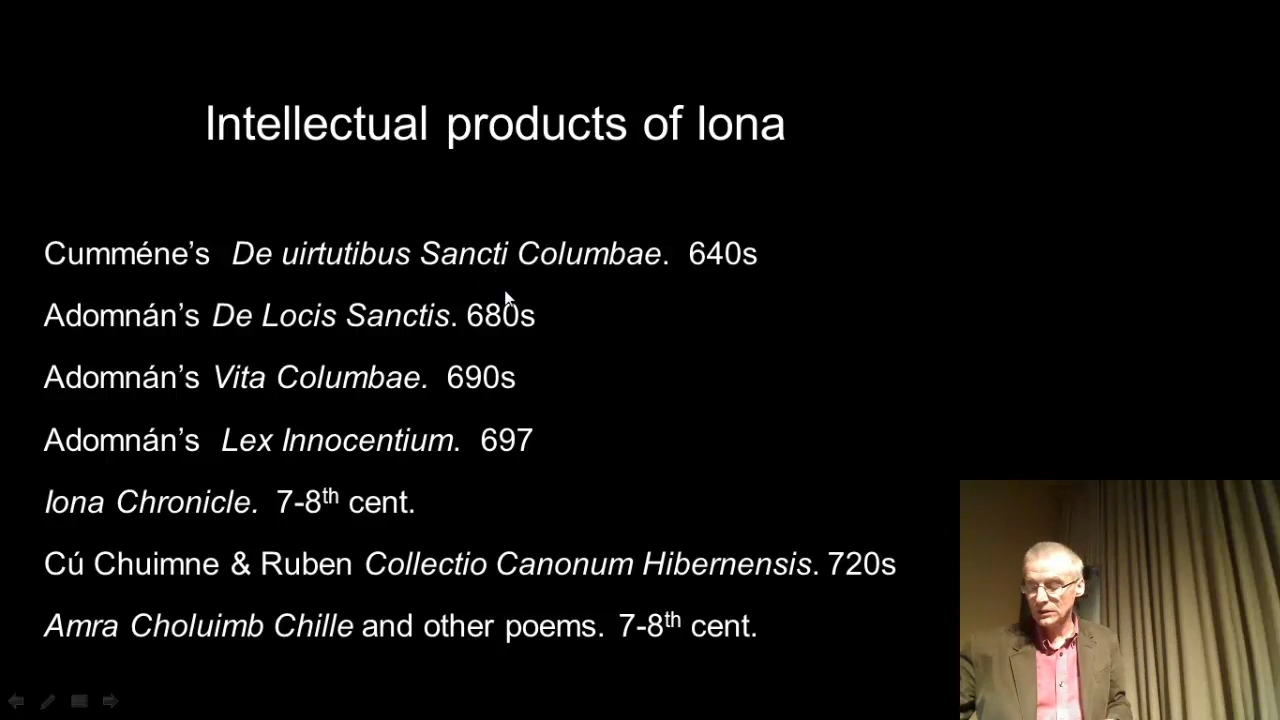 Intellectual products of Iona
Cumméne’s De uirtutibus Sancti Columbae. 640s
Adomnán’s De Locis Sanctis. 680s
Adomnán’s Vita Columbae. 690s
Adomnán’s Lex Innocentium. 697
Iona Chronicle. 7-8th cent.
Cú Chuimne & Ruben Collectio Canonum Hibernensis. 720s
Amra Choluimb Chille and other poems. 7-8th cent.